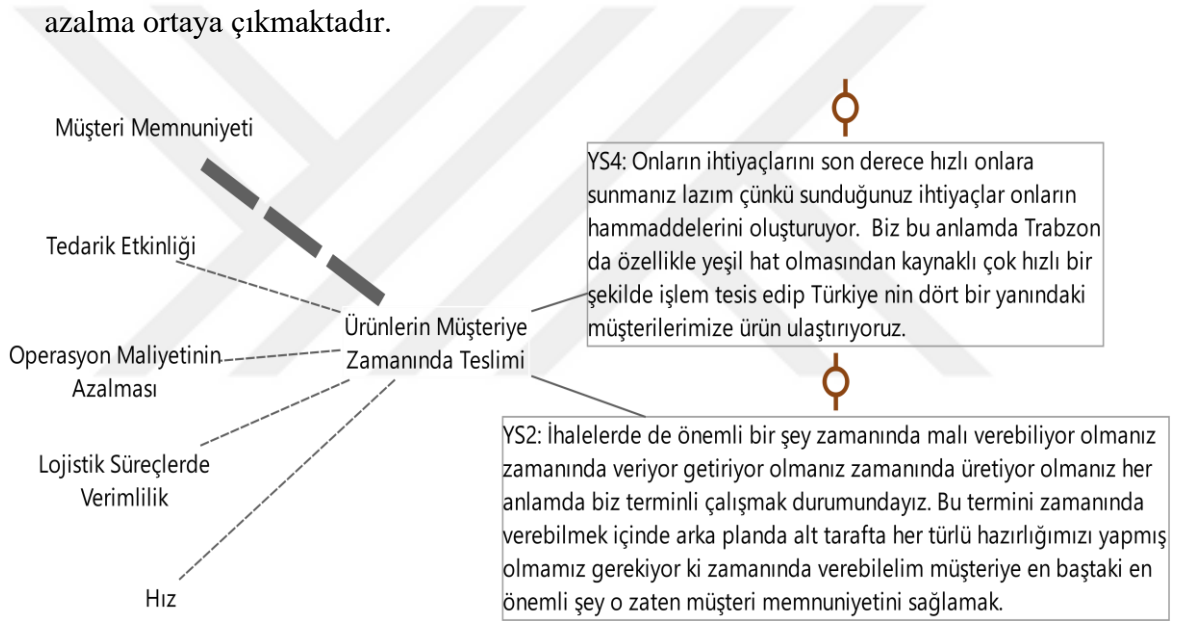 azalma ortaya çıkmaktadır.
Müşteri Memnuniyeti
Tedarik Etkinliği
Operasyon Maliyetinin
Azalması
Lojistik Süreçlerde
Verimlilik
Hız
Ürünlerin Müşteriye
Zamanında Teslimi
YS4: Onların ihtiyaçlarını son derece hızlı onlara
sunmanız lazım çünkü sunduğunuz ihtiyaçlar onların
hammaddelerini oluşturuyor. Biz bu anlamda Trabzon
da özellikle yeşil hat olmasından kaynaklı çok hızlı bir
şekilde işlem tesis edip Türkiye nin dört bir yanındaki
müşterilerimize ürün ulaştırıyoruz.
YS2: İhalelerde de önemli bir şey zamanında malı verebiliyor olmanız
zamanında veriyor getiriyor olmanız zamanında üretiyor olmanız her
anlamda biz terminli çalışmak durumundayız. Bu termini zamanında
verebilmek içinde arka planda alt tarafta her türlü hazırlığımızı yapmış
olmamız gerekiyor ki zamanında verebilelim müşteriye en baştaki en
önemli şey o zaten müşteri memnuniyetini sağlamak.